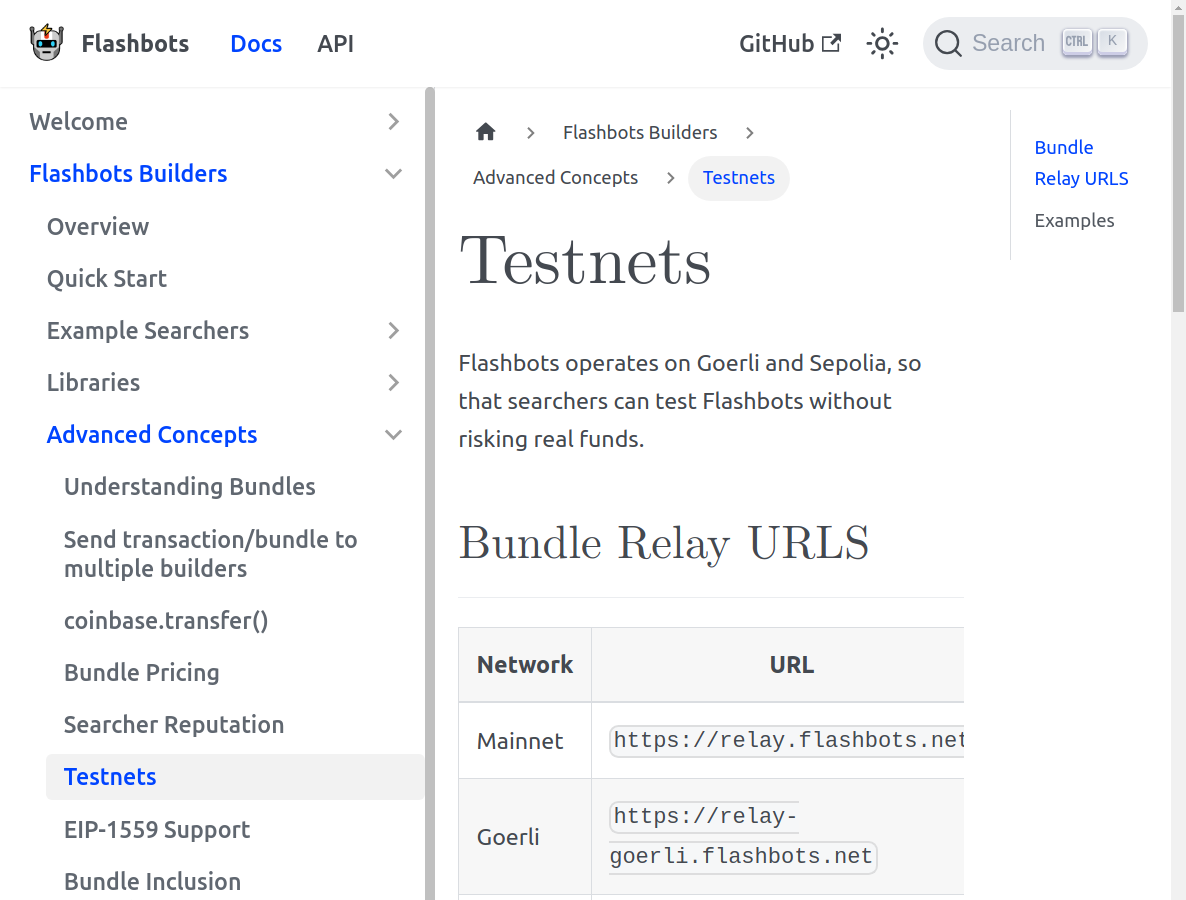 Flashbots
Docs
API
GitHub
Search
CTRL
K
Welcome
Flashbots Builders
Overview
Quick Start
Example Searchers
Libraries
Advanced Concepts
Understanding Bundles
Send transaction/bundle to
multiple builders
coinbase.transfer()
Bundle Pricing
Searcher Reputation
Testnets
EIP-1559 Support
Bundle Inclusion
Flashbots Builders
Advanced Concepts
Testnets
Testnets
Flashbots operates on Goerli and Sepolia, so
that searchers can test Flashbots without
risking real funds.
Bundle Relay URLS
Network URL
Mainnet https://relay.flashbots.net
Goerli https://relay-
goerli.flashbots.net
Bundle
Relay URLS
Examples